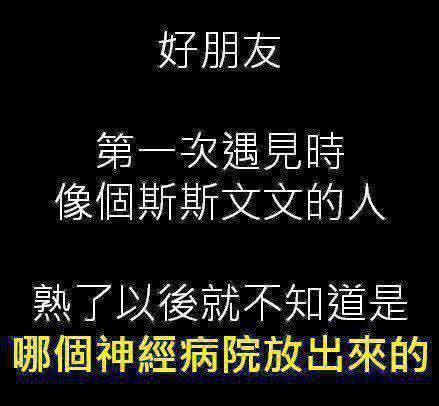 好朋友
第一次遇見時
像個斯斯文文的人
熟了以後就不知道是
哪個神經病院放出來的